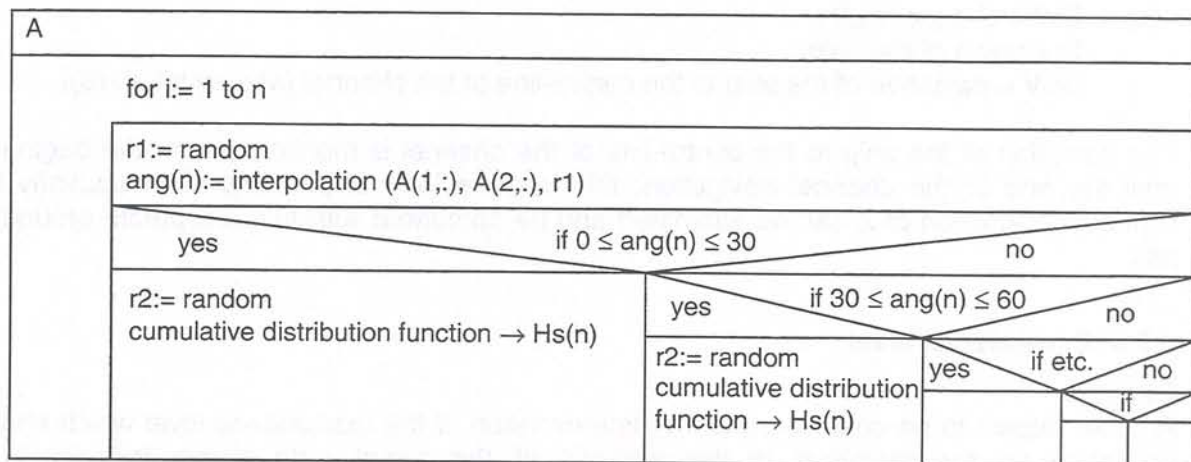 A
for i:= 1 to n
r1:= random
ang(n):= interpolation (A(1,:), A(2,:), r1)
yes
if 0 ≤ ang(n) ≤ 30
no
r2:= random
cumulative distribution function → Hs(n)
yes
if 30 ≤ ang(n) ≤ 60
no
r2:= random
cumulative distribution
function → Hs(n)
yes
if etc.
no
if